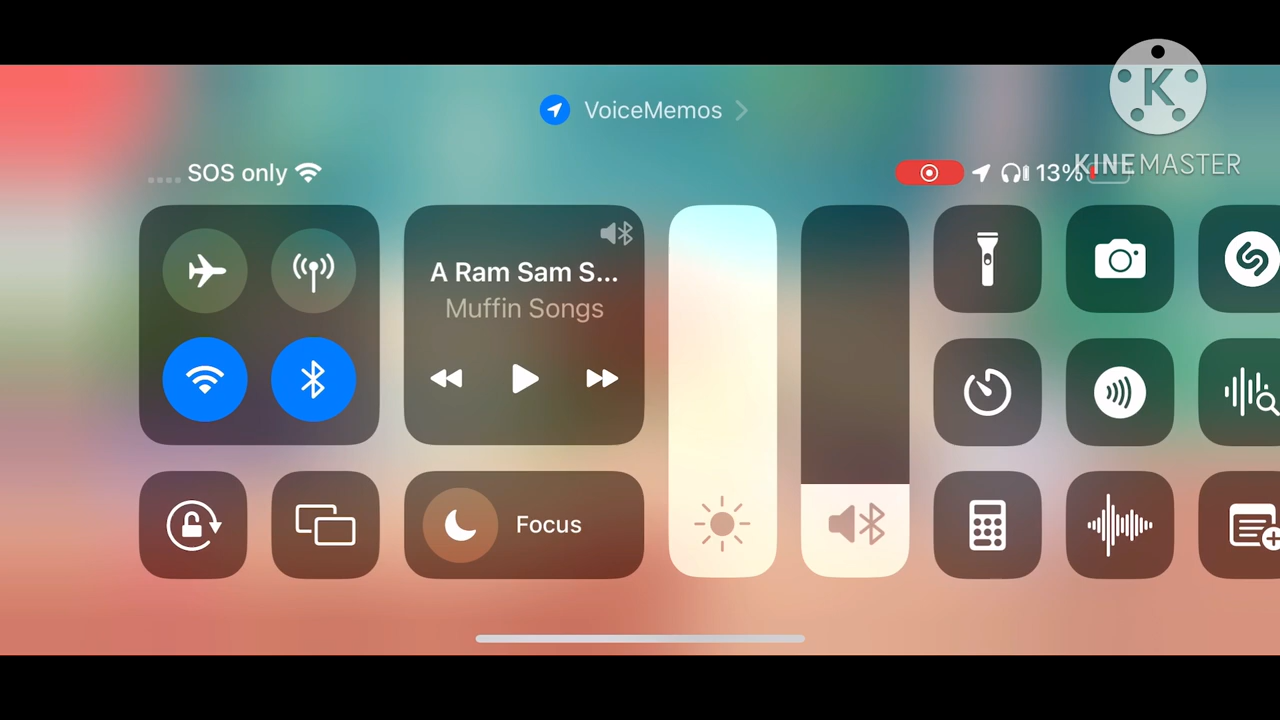 VoiceMemos
SOS only
13%
K
KINEMASTER
A Ram Sam S...
Muffin Songs
Focus